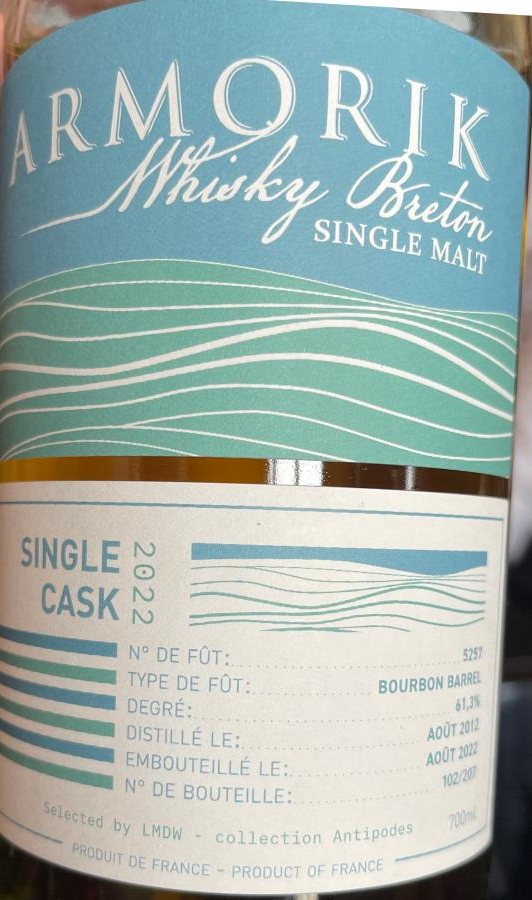 ARMORIK
Whisky Breton
SINGLE MALT
SINGLE
CASK
2022
N° DE FÛT: 5257
TYPE DE FÛT: BOURBON BARREL
DEGRÉ: 61,3%
DISTILLÉ LE: AOÛT 2012
EMBOUTEILLÉ LE: AOÛT 2022
N° DE BOUTEILLE: 102/207
Selected by LMDW - collection Antipodes
700mL
PRODUIT DE FRANCE - PRODUCT OF FRANCE